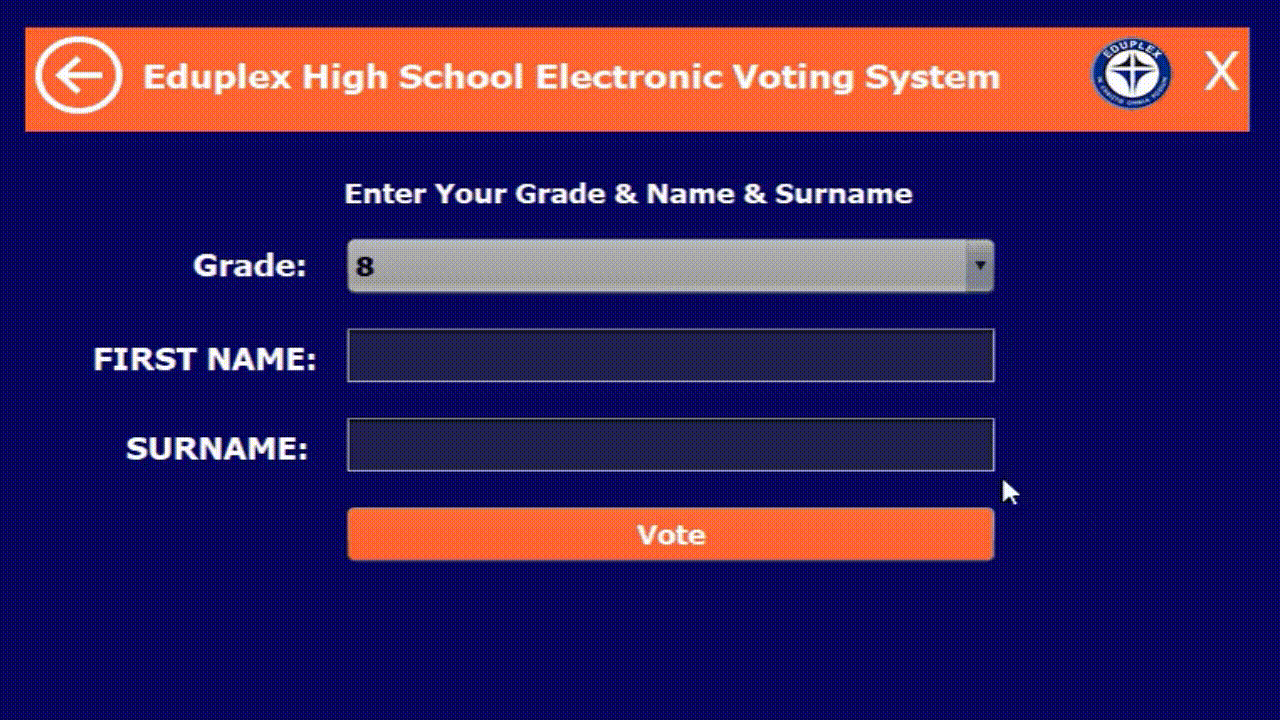 Eduplex High School Electronic Voting System
EDUPLEX
X
Enter Your Grade & Name & Surname
Grade:
8
FIRST NAME:
SURNAME:
Vote